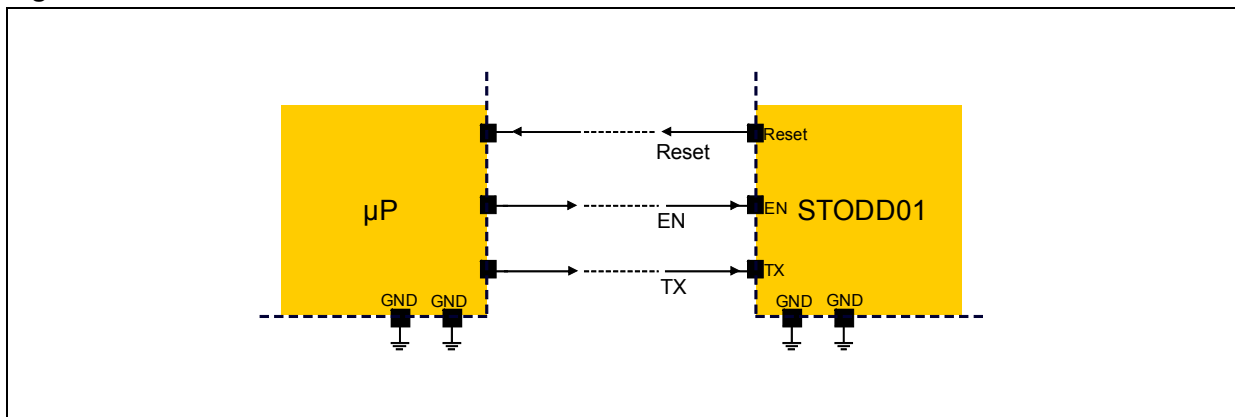 Reset
Reset
µP
EN
EN
STODD01
TX
TX
GND GND
GND GND